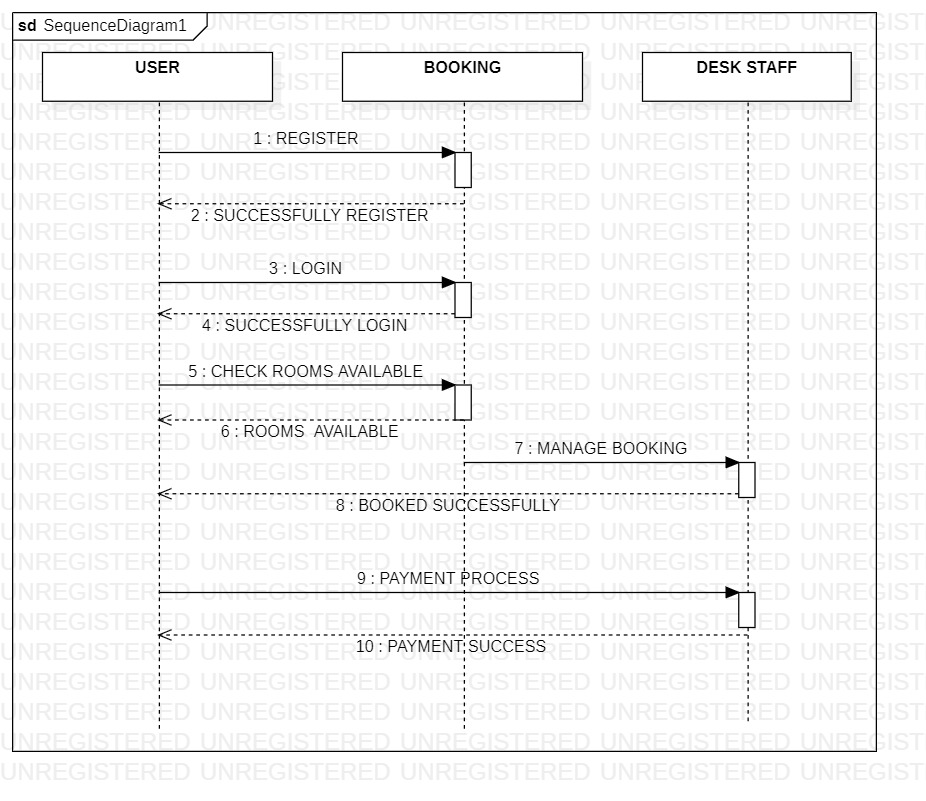 sd SequenceDiagram1
USER BOOKING DESK STAFF
1 : REGISTER
2 : SUCCESSFULLY REGISTER
3 : LOGIN
4 : SUCCESSFULLY LOGIN
5 : CHECK ROOMS AVAILABLE
6 : ROOMS  AVAILABLE
7 : MANAGE BOOKING
8 : BOOKED SUCCESSFULLY
9 : PAYMENT PROCESS
10 : PAYMENT SUCCESS
UNREGISTERED UNREGISTERED UNREGISTERED UNREGISTERED UNREGIST